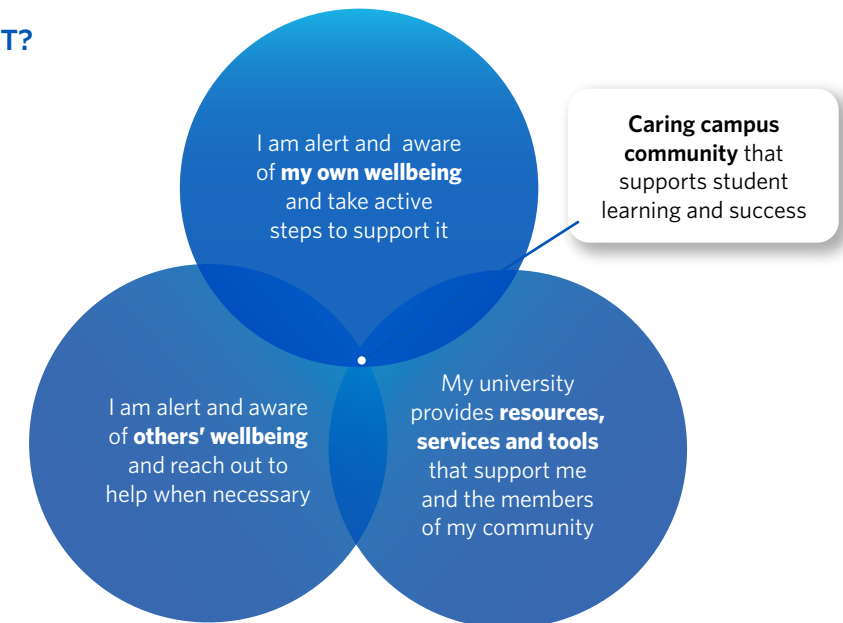 T?
I am alert and aware
of my own wellbeing
and take active
steps to support it
Caring campus
community that
supports student
learning and success
I am alert and aware
of others' wellbeing
and reach out to
help when necessary
My university
provides resources,
services and tools
that support me
and the members
of my community